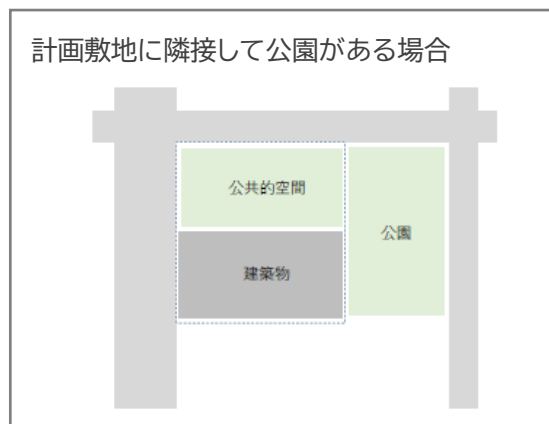 計画敷地に隣接して公園がある場合
公共的空間
公園
建築物